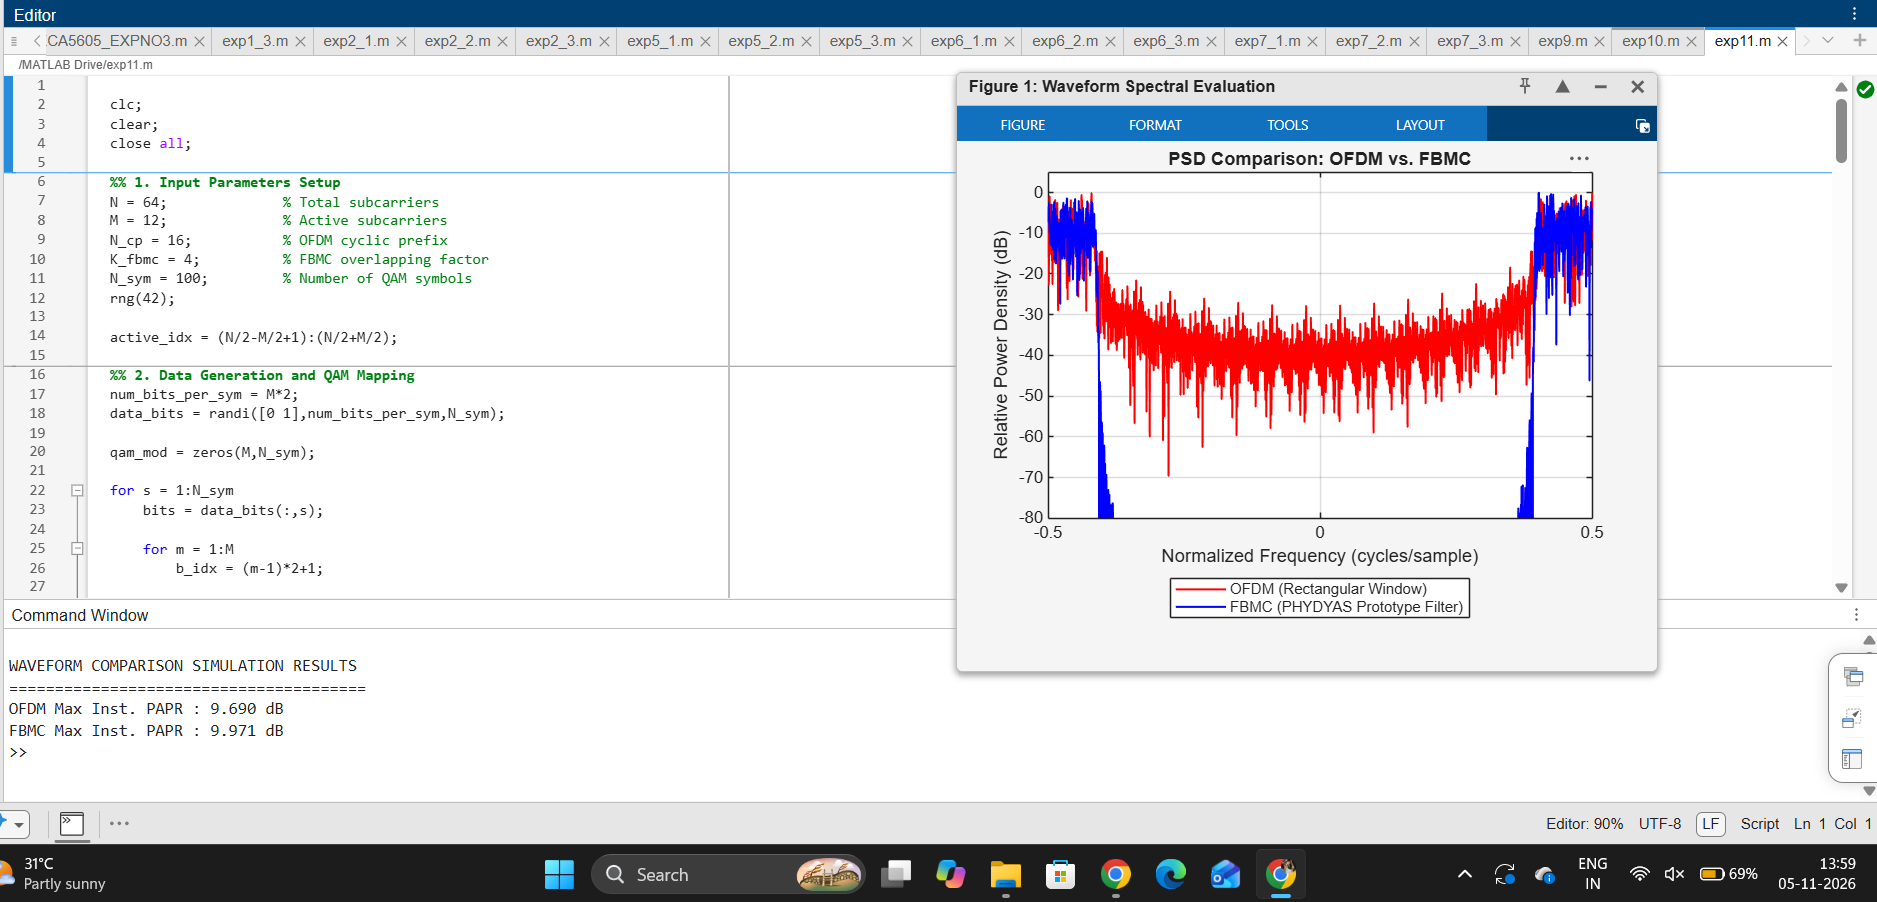 Editor
CA5605_EXPNO3.m exp1_3.m exp2_1.m exp2_2.m exp2_3.m exp5_1.m exp5_2.m exp5_3.m exp6_1.m exp6_2.m exp6_3.m exp7_1.m exp7_2.m exp7_3.m exp9.m exp10.m exp11.m
/MATLAB Drive/exp11.m
1
2 clc;
3 clear;
4 close all;
5
6 %% 1. Input Parameters Setup
7 N = 64; % Total subcarriers
8 M = 12; % Active subcarriers
9 N_cp = 16; % OFDM cyclic prefix
10 K_fbmc = 4; % FBMC overlapping factor
11 N_sym = 100; % Number of QAM symbols
12 rng(42);
13
14 active_idx = (N/2-M/2+1):(N/2+M/2);
15
16 %% 2. Data Generation and QAM Mapping
17 num_bits_per_sym = M*2;
18 data_bits = randi([0 1],num_bits_per_sym,N_sym);
19
20 qam_mod = zeros(M,N_sym);
21
22 for s = 1:N_sym
23 bits = data_bits(:,s);
24
25 for m = 1:M
26 b_idx = (m-1)*2+1;
27
Figure 1: Waveform Spectral Evaluation
FIGURE FORMAT TOOLS LAYOUT
PSD Comparison: OFDM vs. FBMC
Relative Power Density (dB)
0
-10
-20
-30
-40
-50
-60
-70
-80
-0.5 0 0.5
Normalized Frequency (cycles/sample)
OFDM (Rectangular Window)
FBMC (PHYDYAS Prototype Filter)
Command Window
WAVEFORM COMPARISON SIMULATION RESULTS
=======================================
OFDM Max Inst. PAPR : 9.690 dB
FBMC Max Inst. PAPR : 9.971 dB
>>
Editor: 90% UTF-8 LF Script Ln 1 Col 1
31°C
Partly sunny
Search
ENG
IN
69%
13:59
05-11-2026